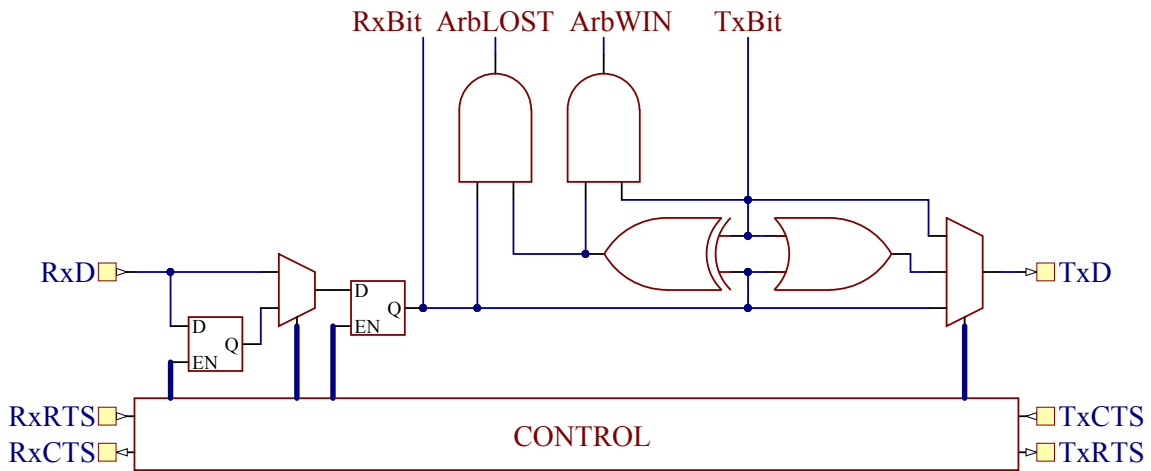 RxBit ArbLOST ArbWIN TxBit
RxD
D
Q
EN
D
Q
EN
TxD
RxRTS
RxCTS
CONTROL
TxCTS
TxRTS